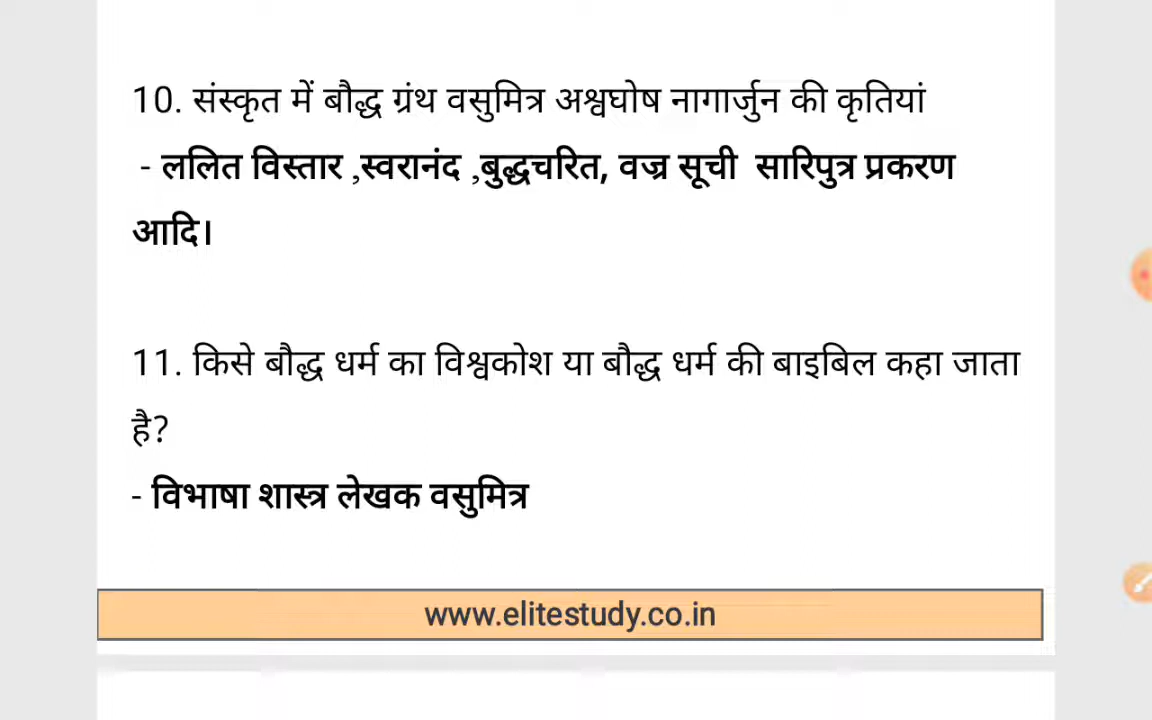 10. संस्कृत में बौद्ध ग्रंथ वसुमित्र अश्वघोष नागार्जुन की कृतियां
- ललित विस्तार ,स्वरानंद ,बुद्धचरित, वज्र सूची सारिपुत्र प्रकरण
आदि।
11. किसे बौद्ध धर्म का विश्वकोश या बौद्ध धर्म की बाइबिल कहा जाता
है?
- विभाषा शास्त्र लेखक वसुमित्र
www.elitestudy.co.in